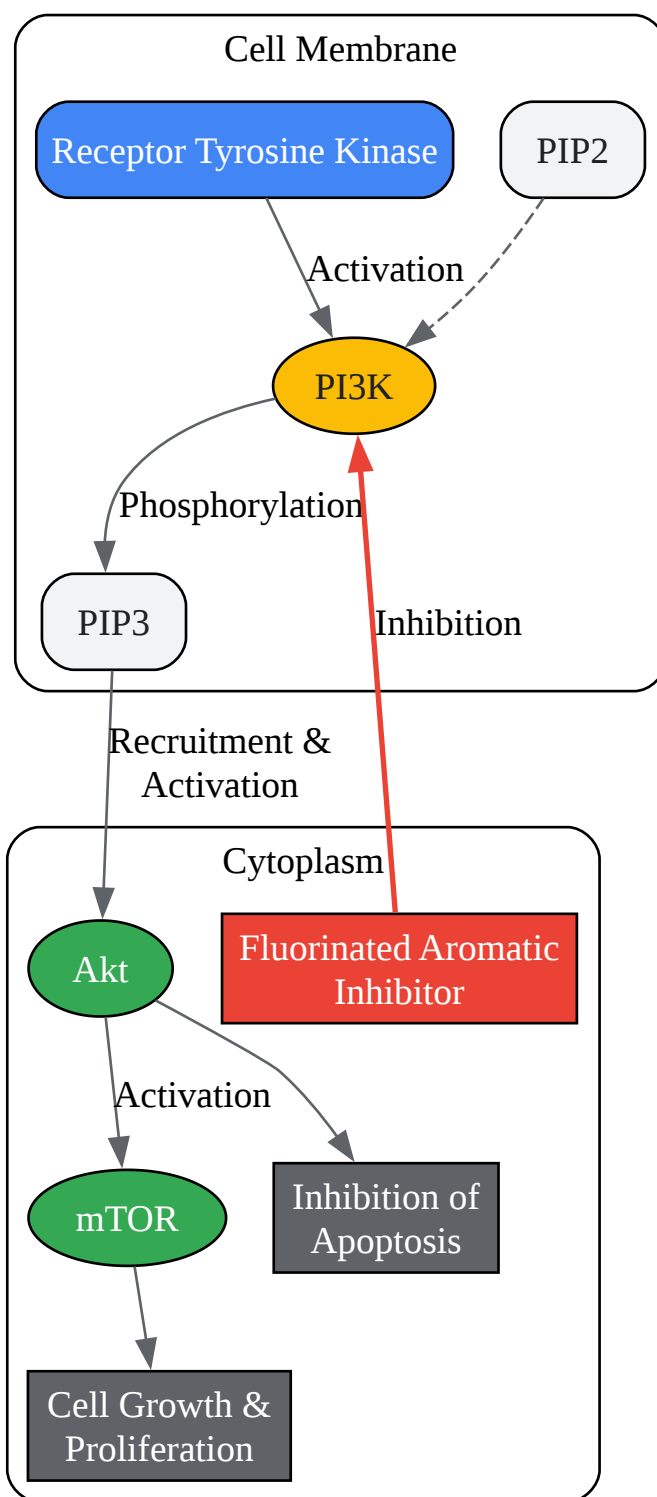 Cell Membrane
Receptor Tyrosine Kinase
PIP2
Activation
PI3K
Phosphorylation
PIP3
Inhibition
Recruitment &
Activation
Cytoplasm
Akt
Fluorinated Aromatic
Inhibitor
Activation
mTOR
Inhibition of
Apoptosis
Cell Growth &
Proliferation